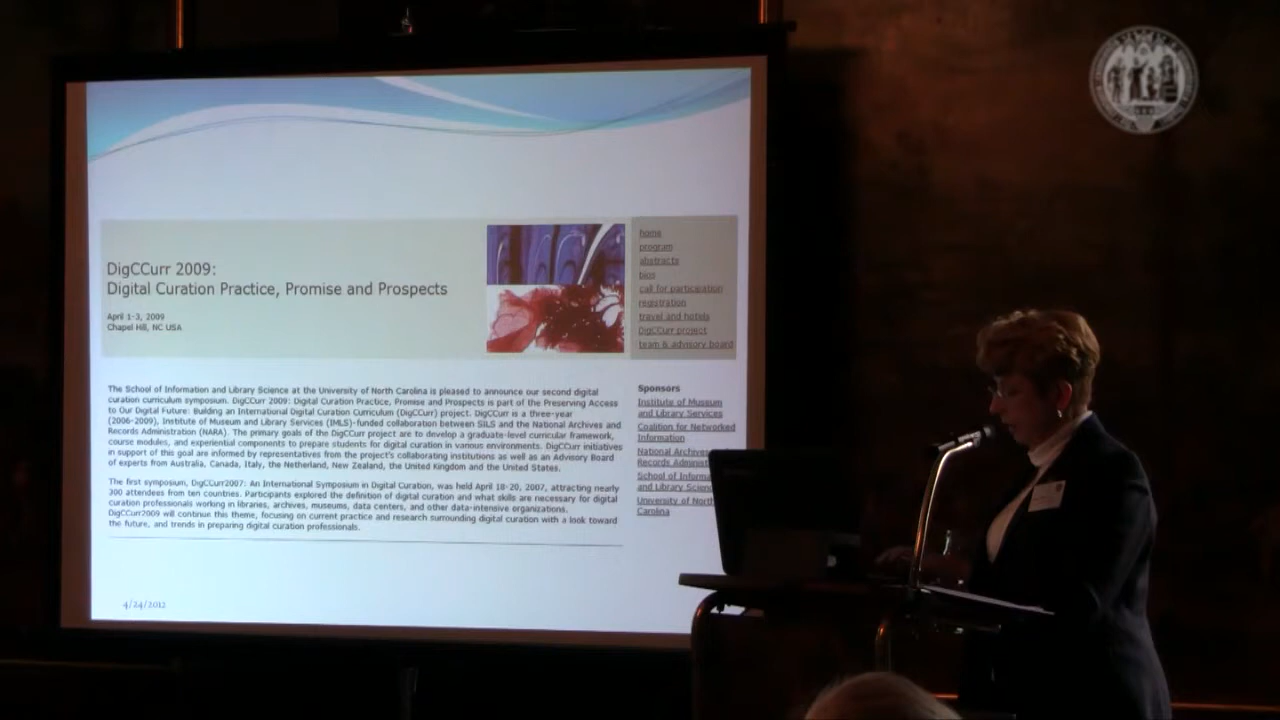 DigCCurr 2009:
Digital Curation Practice, Promise and Prospects
April 1-3, 2009
Chapel Hill, NC USA
home
program
abstracts
bios
call for participation
registration
travel and hotels
DigCCurr project
team & advisory board
The School of Information and Library Science at the University of North Carolina is pleased to announce our second digital
curation curriculum symposium. DigCCurr 2009: Digital Curation Practice, Promise and Prospects is part of the Preserving Access
to Our Digital Future: Building an International Digital Curation Curriculum (DigCCurr) project. DigCCurr is a three-year
(2006-2009), Institute of Museum and Library Services (IMLS)-funded collaboration between SILS and the National Archives and
Records Administration (NARA). The primary goals of the DigCCurr project are to develop a graduate-level curricular framework,
course modules, and experiential components to prepare students for digital curation in various environments. DigCCurr initiatives
in support of this goal are informed by representatives from the project's collaborating institutions as well as an Advisory Board
of experts from Australia, Canada, Italy, the Netherland, New Zealand, the United Kingdom and the United States.
The first symposium, DigCCurr2007: An International Symposium in Digital Curation, was held April 18-20, 2007, attracting nearly
300 attendees from ten countries. Participants explored the definition of digital curation and what skills are necessary for digital
curation professionals working in libraries, archives, museums, data centers, and other data-intensive organizations.
DigCCurr2009 will continue this theme, focusing on current practice and research surrounding digital curation with a look toward
the future, and trends in preparing digital curation professionals.
Sponsors
Institute of Museum
and Library Services
Coalition for Networked
Information
National Archives
Records Administ
School of Informa
and Library Scienc
University of North
Carolina
4/24/2012